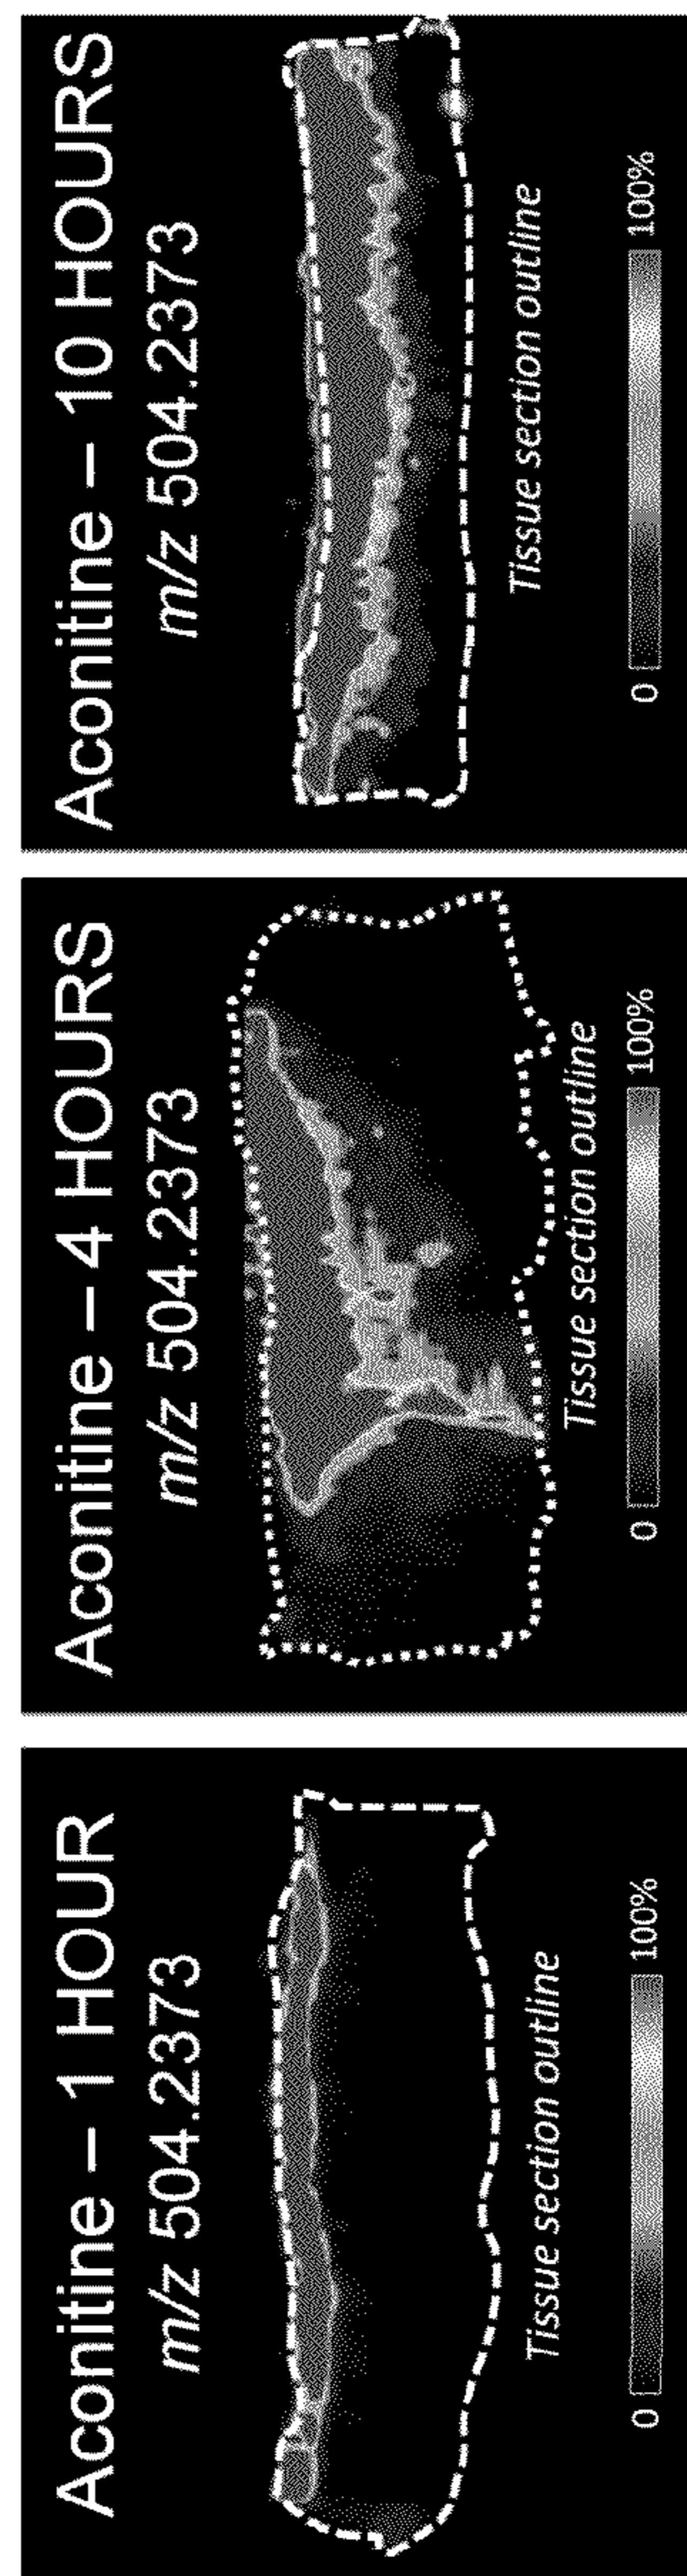 Aconitine – 1 HOUR
m/z 504.2373
Tissue section outline
0 100%
Aconitine – 4 HOURS
m/z 504.2373
Tissue section outline
0 100%
Aconitine – 10 HOURS
m/z 504.2373
Tissue section outline
0 100%